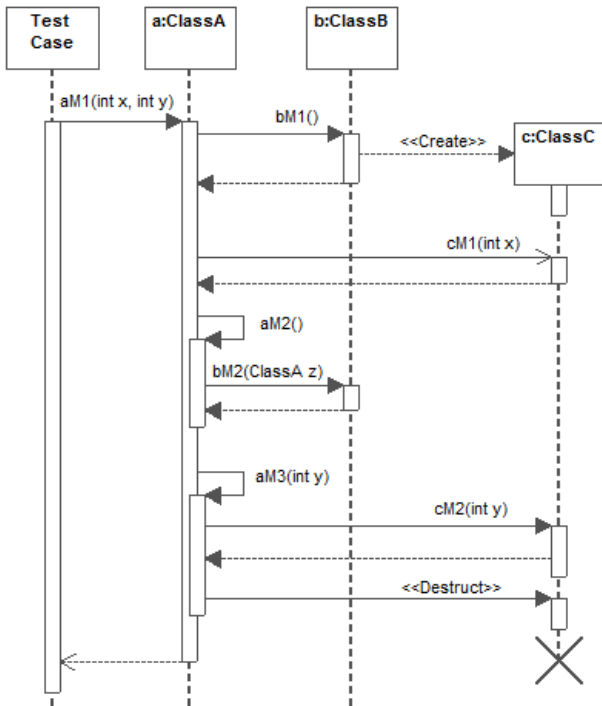 Test
Case
a:ClassA
b:ClassB
aM1(int x, int y)
bM1()
<<Create>>
c:ClassC
cM1(int x)
aM2()
bM2(ClassA z)
aM3(int y)
cM2(int y)
<<Destruct>>